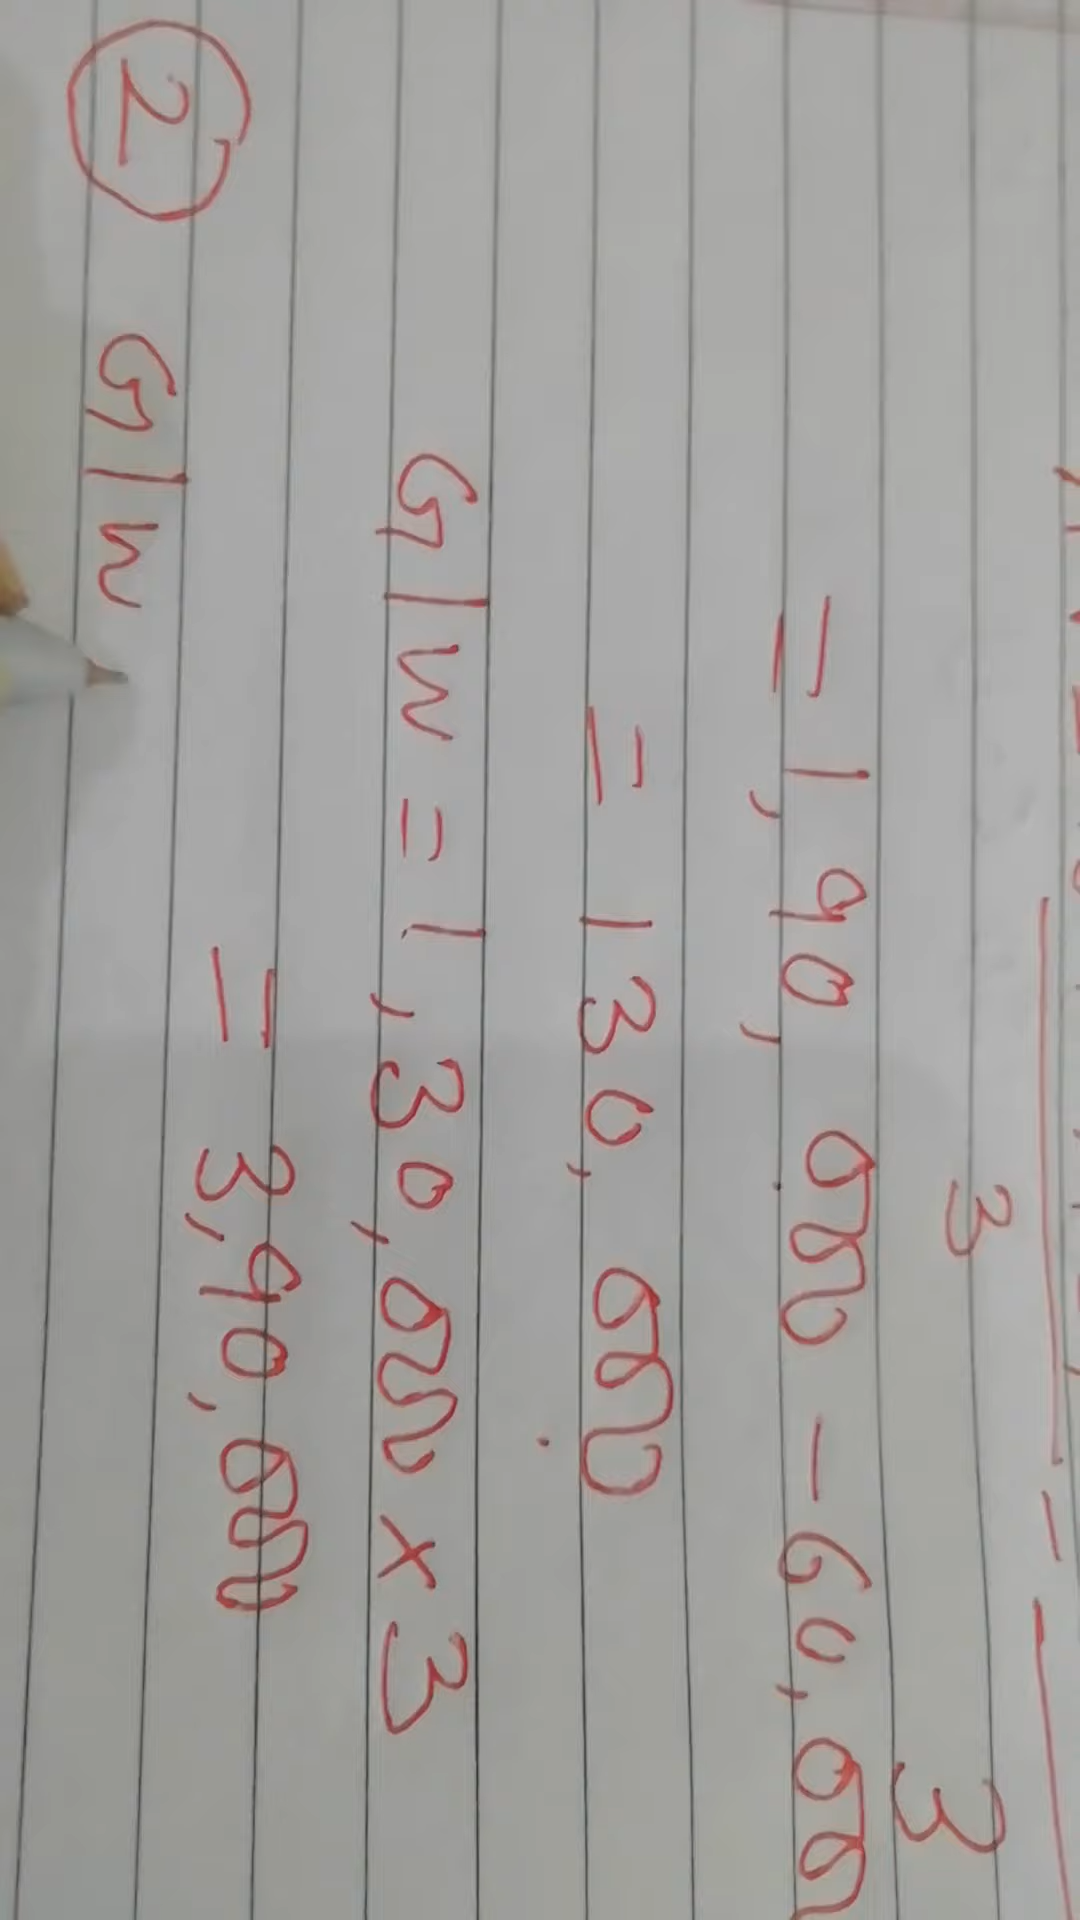 3 3
= 1,90,000 - 60,000
= 130,000
G/W = 1,30,000 × 3
= 3,90,000
② G/W